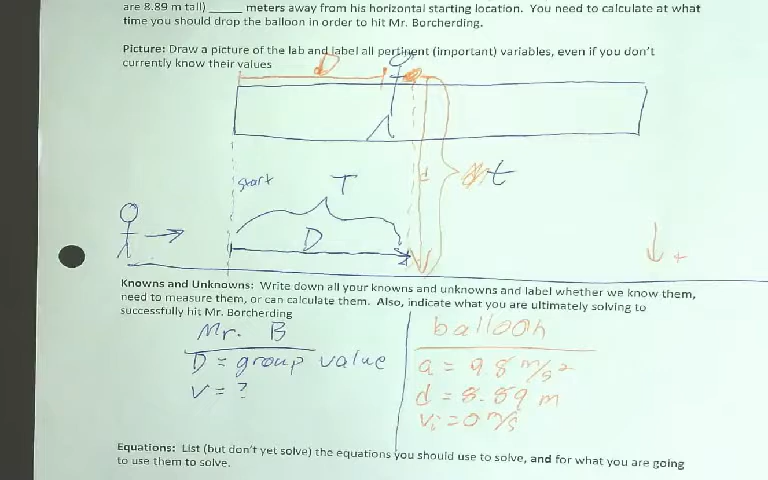 are 8.89 m tall) _____ meters away from his horizontal starting location. You need to calculate at what
time you should drop the balloon in order to hit Mr. Borcherding.
Picture: Draw a picture of the lab and label all pertinent (important) variables, even if you don't
currently know their values
D
start
T
d
t
D
+
Knowns and Unknowns: Write down all your knowns and unknowns and label whether we know them,
need to measure them, or can calculate them. Also, indicate what you are ultimately solving to
successfully hit Mr. Borcherding
Mr. B
D = group value
V = ?
balloon
a = 9.8 m/s²
d = 8.89 m
Vi = 0 m/s
Equations: List (but don't yet solve) the equations you should use to solve, and for what you are going
to use them to solve.